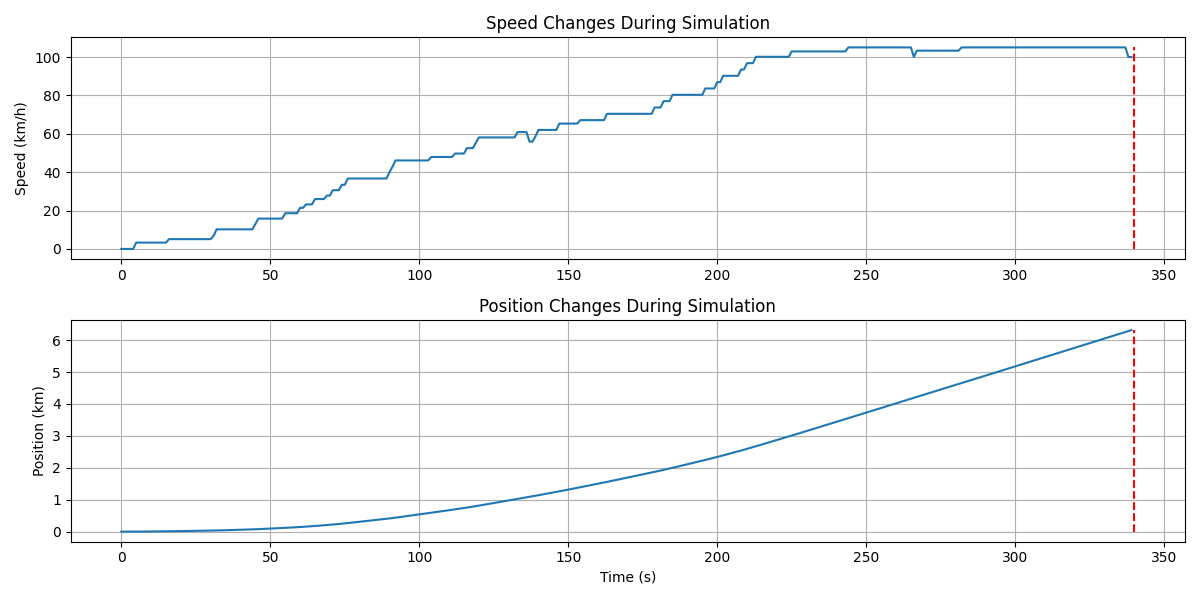 Speed Changes During Simulation
Speed (km/h)
100
80
60
40
20
0
0 50 100 150 200 250 300 350
Position Changes During Simulation
Position (km)
6
5
4
3
2
1
0
0 50 100 150 200 250 300 350
Time (s)